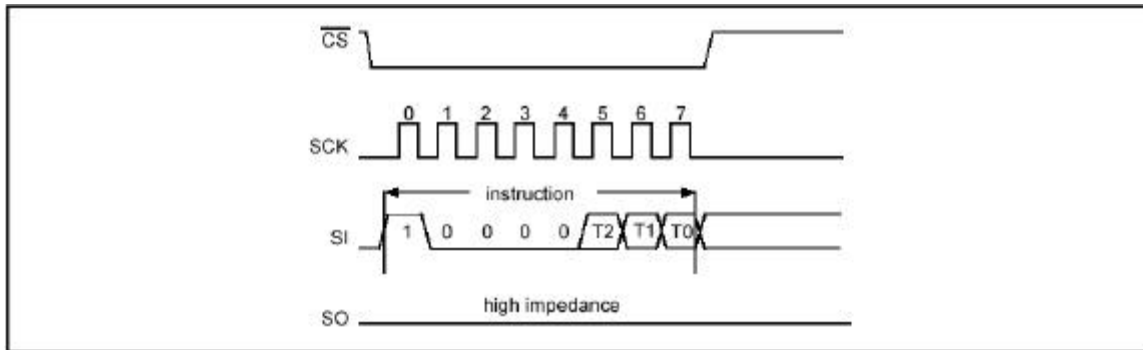 CS
0 1 2 3 4 5 6 7
SCK
instruction
SI 1 0 0 0 0 T2 T1 T0
high impedance
SO